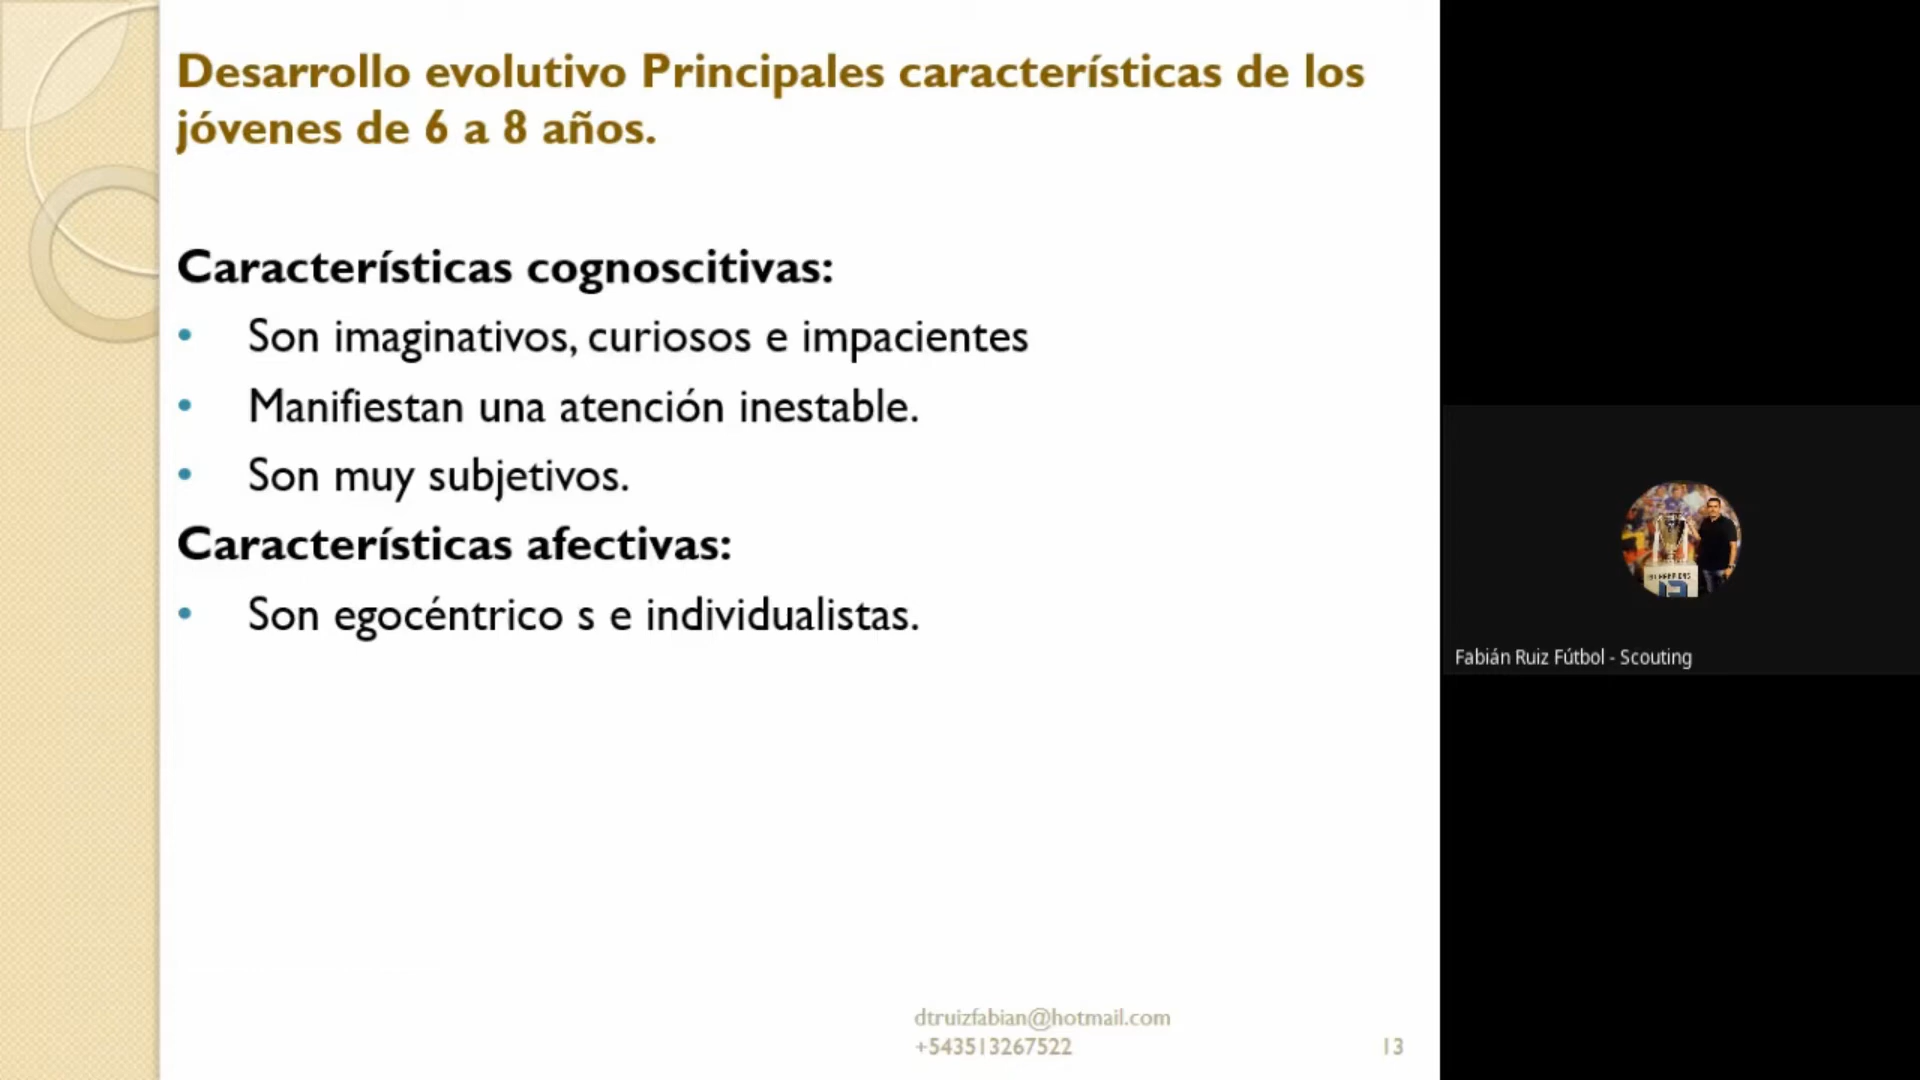 Desarrollo evolutivo Principales características de los
jóvenes de 6 a 8 años.
Características cognoscitivas:
• Son imaginativos, curiosos e impacientes
• Manifiestan una atención inestable.
• Son muy subjetivos.
Características afectivas:
• Son egocéntrico s e individualistas.
dtruizfabian@hotmail.com
+543513267522
13
Fabián Ruiz Fútbol - Scouting